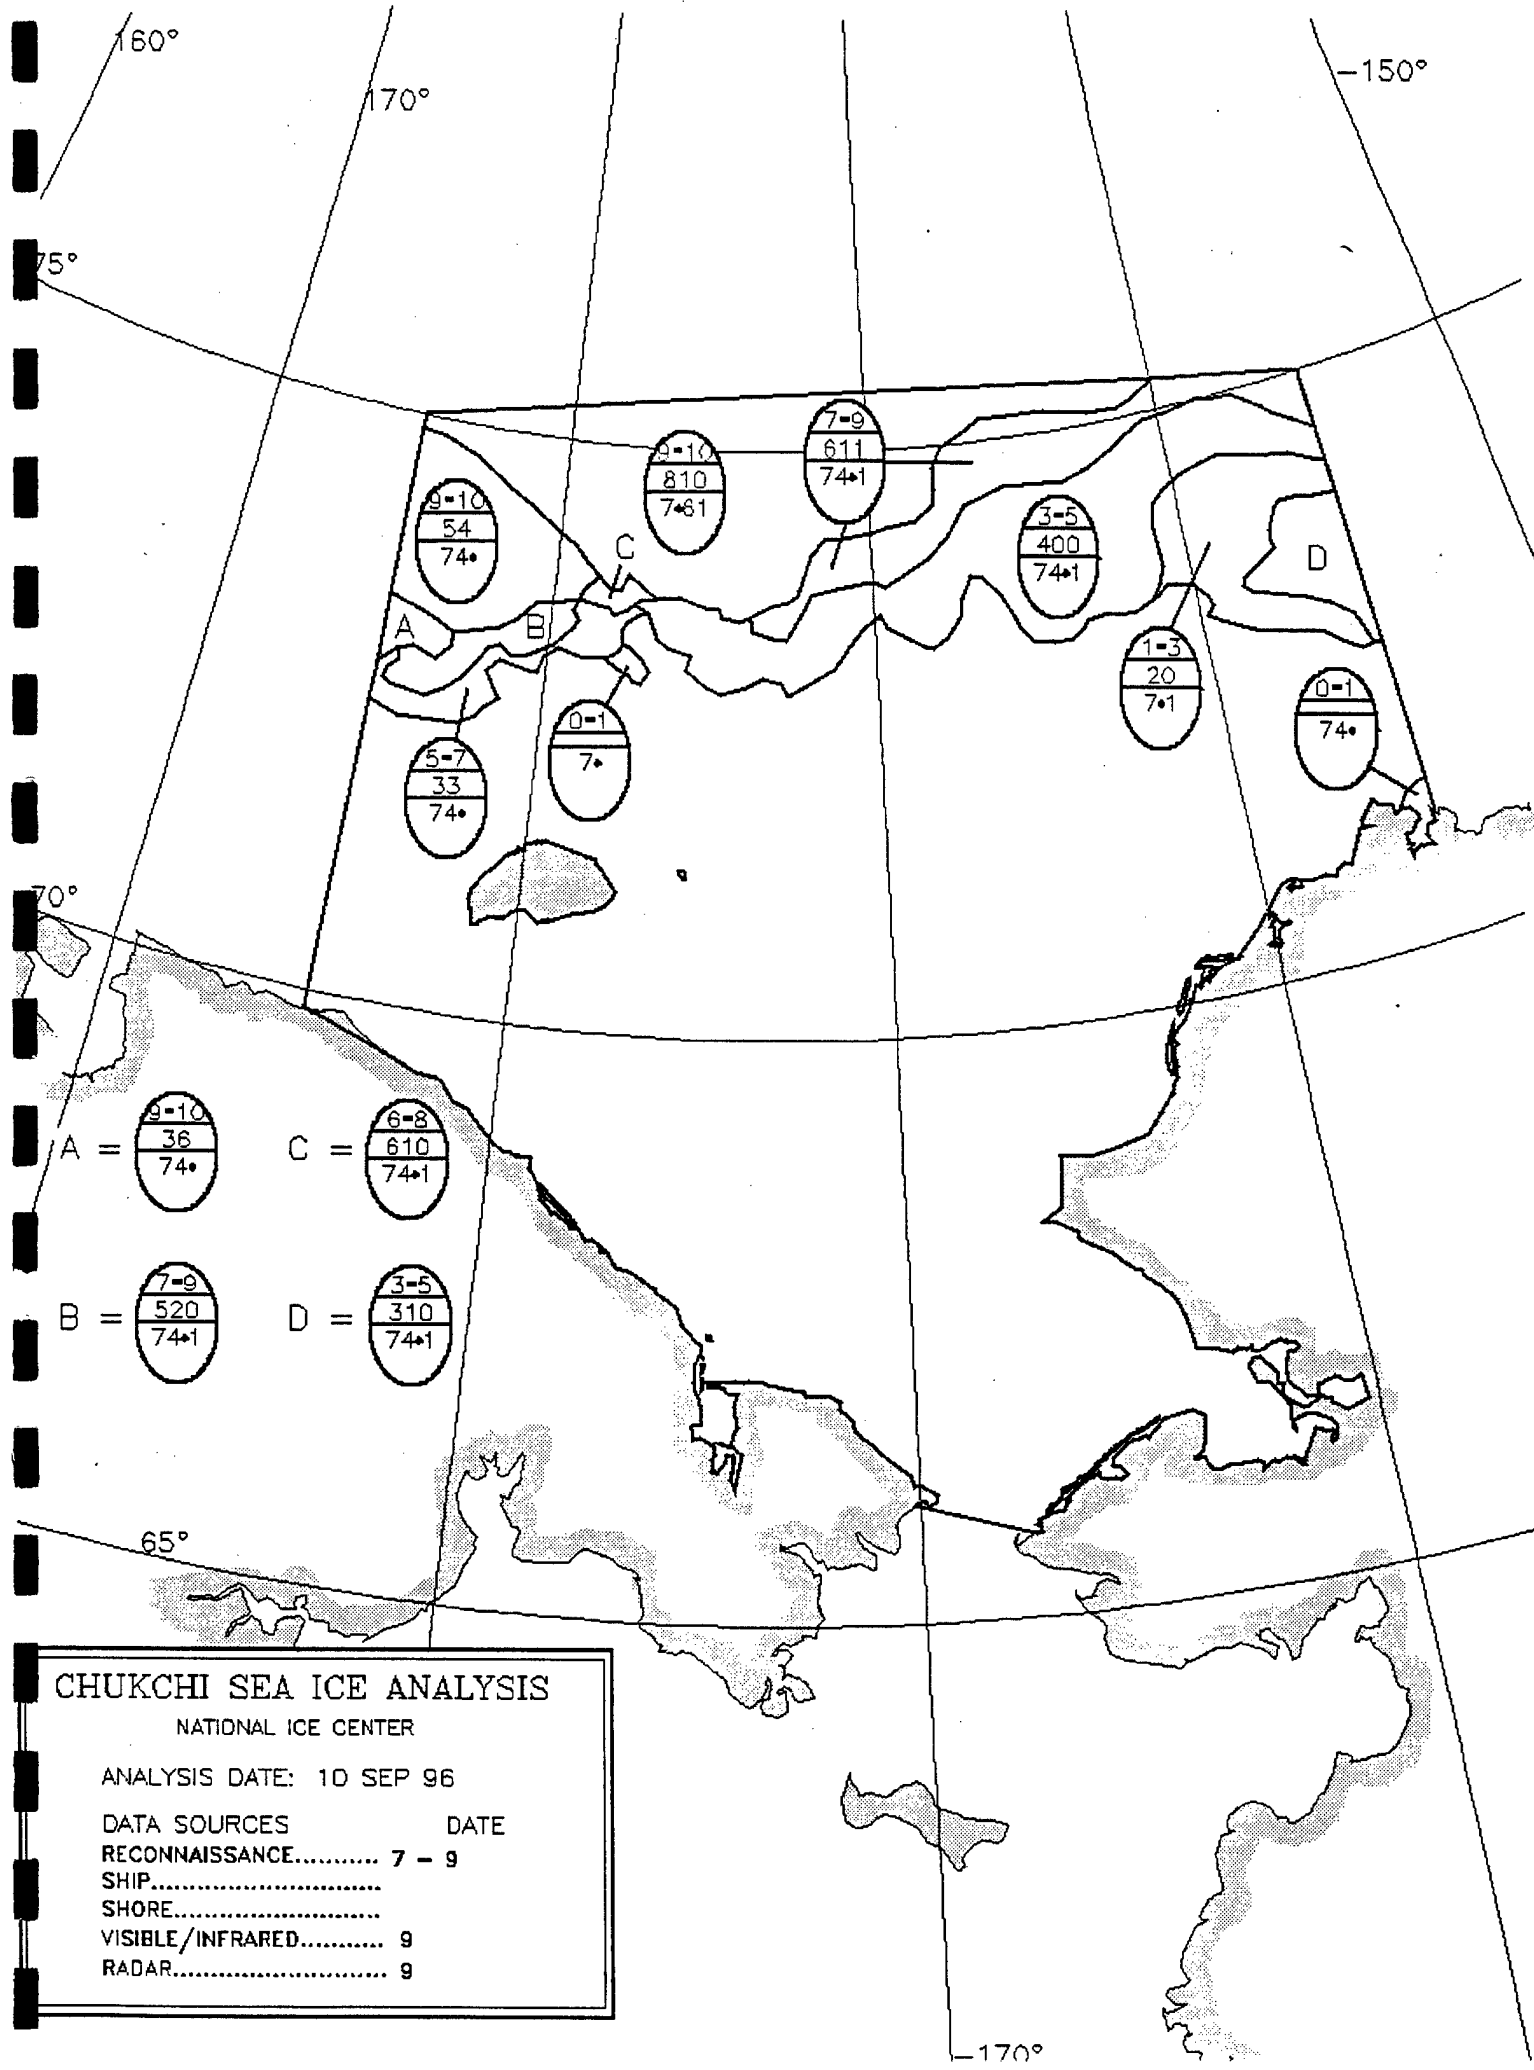 160°
170°
-150°
75°
7-9
611
74•1
9-10
810
7•61
9-10
54
74•
3-5
400
74•1
C
D
A
B
1-3
20
7•1
0-1
74•
0-1
7•
5-7
33
74•
70°
A =
9-10
36
74•
C =
6-8
610
74•1
B =
7-9
520
74•1
D =
3-5
310
74•1
65°
CHUKCHI SEA ICE ANALYSIS
NATIONAL ICE CENTER
ANALYSIS DATE: 10 SEP 96
DATA SOURCES DATE
RECONNAISSANCE........... 7 - 9
SHIP.............................
SHORE..........................
VISIBLE/INFRARED........... 9
RADAR........................... 9
-170°